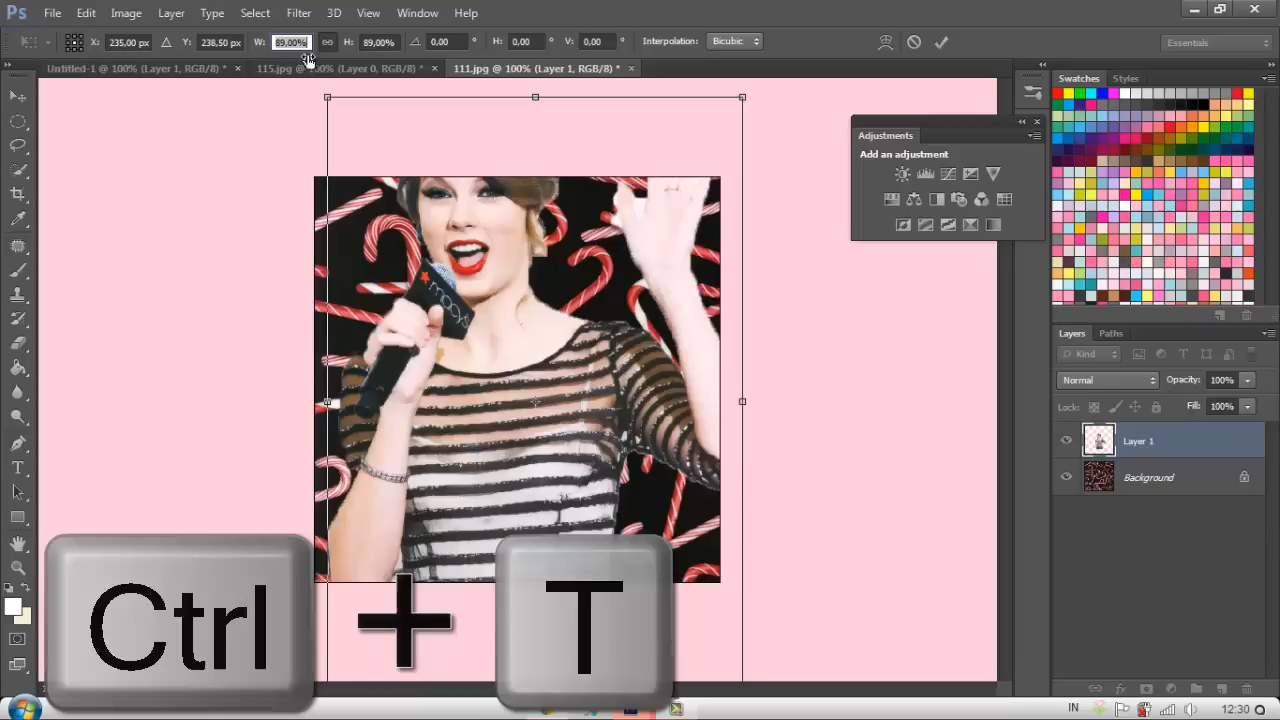 Ps File Edit Image Layer Type Select Filter 3D View Window Help
X: 235,00 px Y: 238,50 px W: 89,00% H: 89,00% 0,00 ° H: 0,00 ° V: 0,00 ° Interpolation: Bicubic Essentials
Untitled-1 @ 100% (Layer 1, RGB/8) * × 115.jpg @ 100% (Layer 0, RGB/8) * × 111.jpg @ 100% (Layer 1, RGB/8) * ×
Swatches Styles
Adjustments
Add an adjustment
macys
Layers Paths
Kind
Normal Opacity: 100%
Lock: Fill: 100%
Layer 1
Background
Ctrl + T
IN 12:30